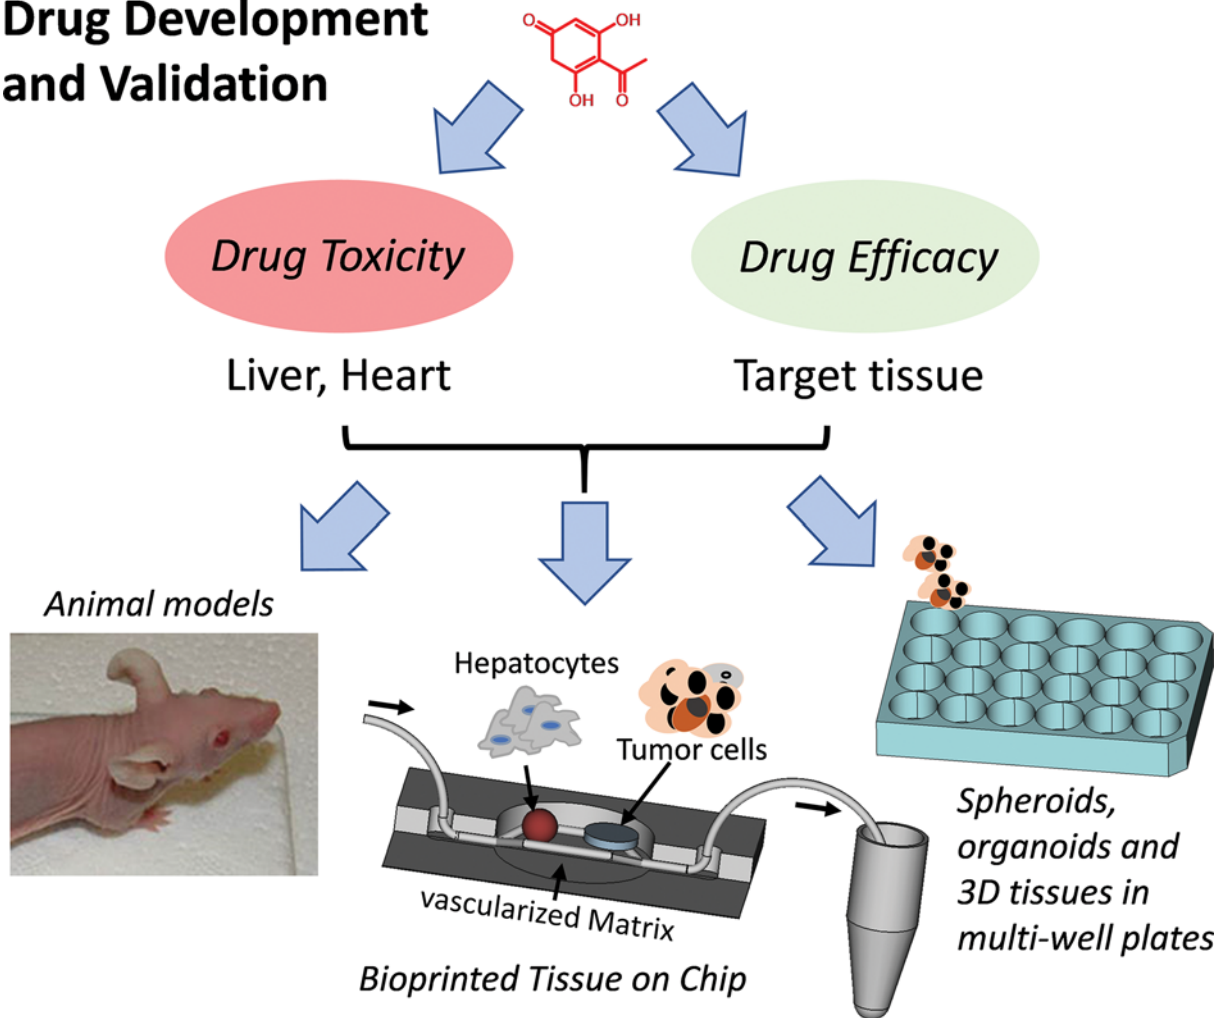 Drug Development
and Validation
O
OH
OH
O
Drug Toxicity
Drug Efficacy
Liver, Heart
Target tissue
Animal models
Hepatocytes
Tumor cells
vascularized Matrix
Bioprinted Tissue on Chip
Spheroids,
organoids and
3D tissues in
multi-well plates